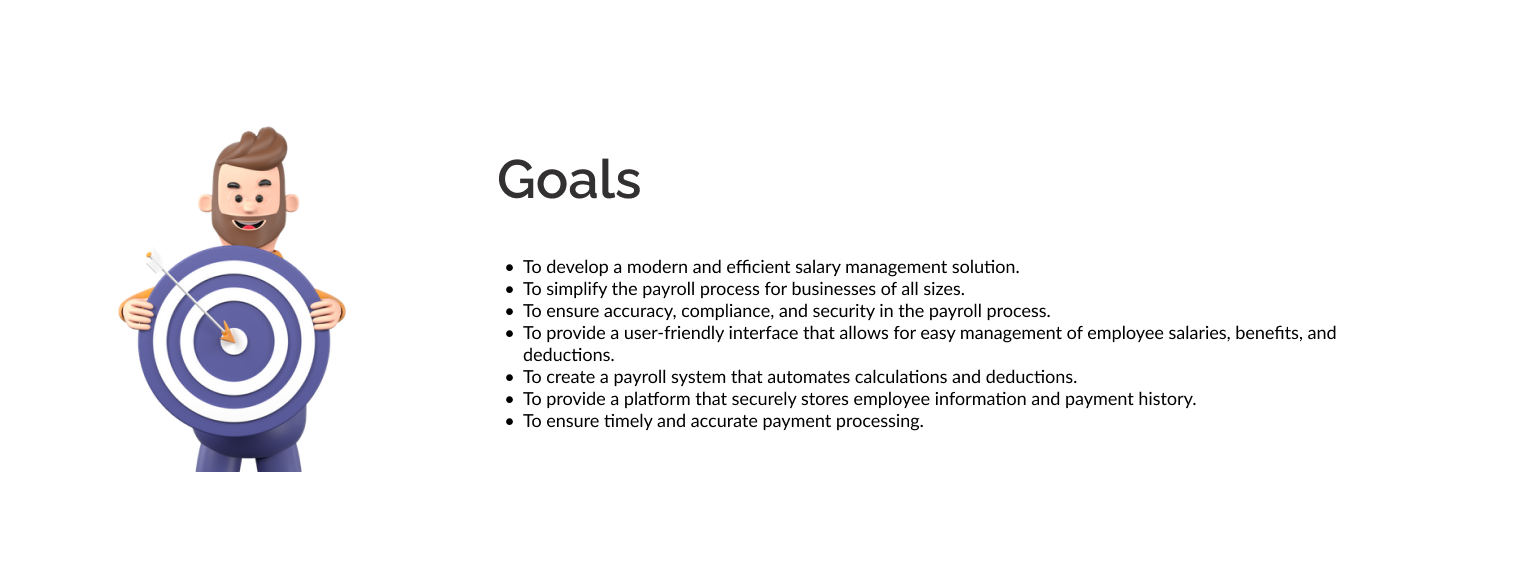 Goals
• To develop a modern and efficient salary management solution.
• To simplify the payroll process for businesses of all sizes.
• To ensure accuracy, compliance, and security in the payroll process.
• To provide a user-friendly interface that allows for easy management of employee salaries, benefits, and
deductions.
• To create a payroll system that automates calculations and deductions.
• To provide a platform that securely stores employee information and payment history.
• To ensure timely and accurate payment processing.